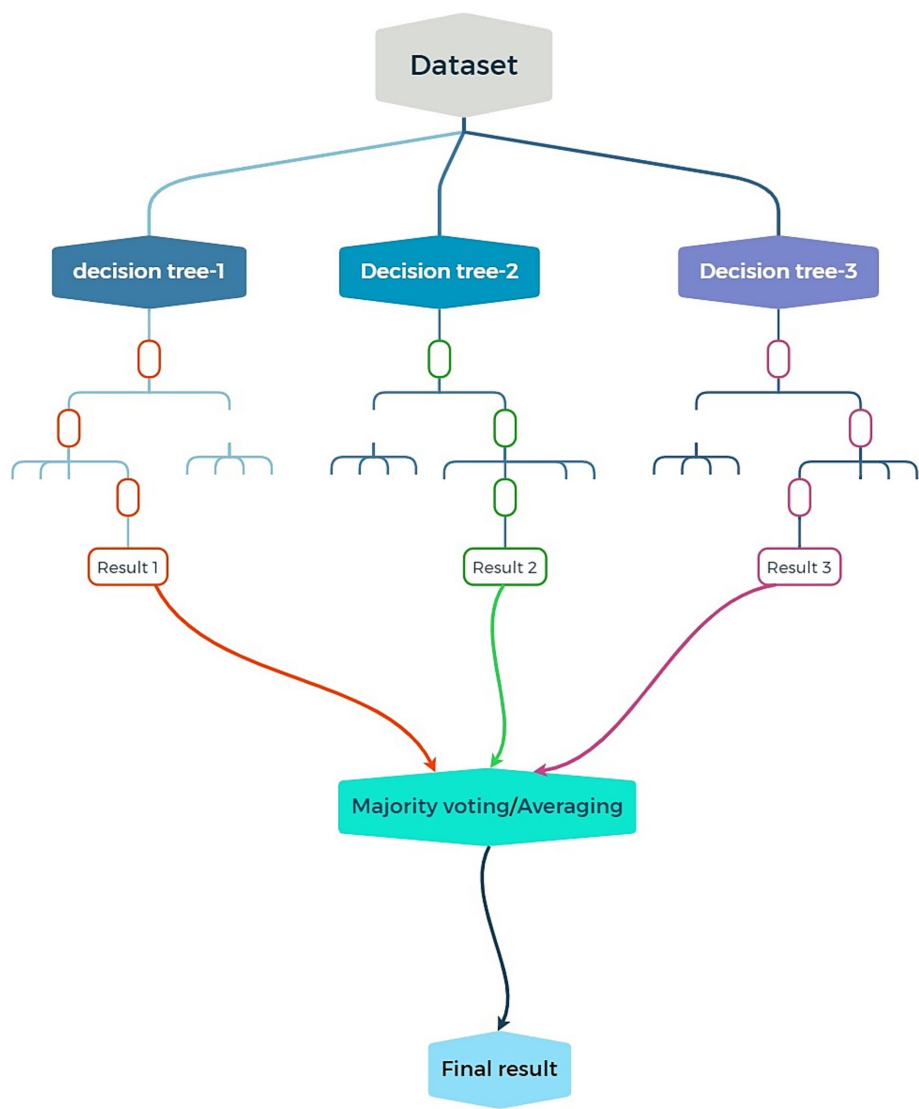 Dataset
decision tree-1
Decision tree-2
Decision tree-3
Result 1
Result 2
Result 3
Majority voting/Averaging
Final result